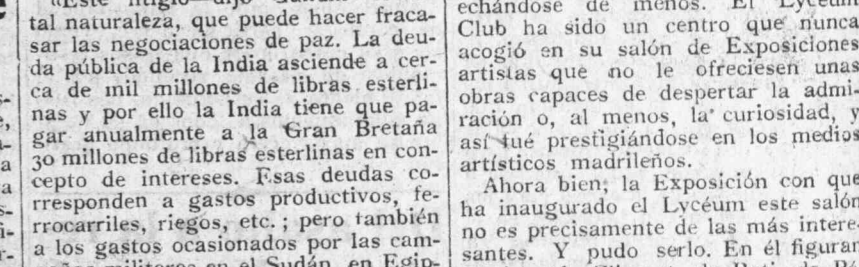 tal naturaleza, que puede hacer fraca-
sar las negociaciones de paz. La deu-
da pública de la India asciende a cer-
ca de mil millones de libras esterli-
nas y por ello la India tiene que pa-
gar anualmente a la Gran Bretaña
30 millones de libras esterlinas en con-
cepto de intereses. Esas deudas co-
rresponden a gastos productivos, fe-
rrocarriles, riegos, etc.; pero también
a los gastos ocasionados por las cam-
militares en el Sudán, en Egip-
echándose de menos. El Lycéum
Club ha sido un centro que nunca
acogió en su salón de Exposiciones
artistas que no le ofreciesen unas
obras capaces de despertar la admi-
ración o, al menos, la curiosidad, y
así fué prestigiándose en los medios
artísticos madrileños.
Ahora bien; la Exposición con que
ha inaugurado el Lycéum este salón
no es precisamente de las más intere-
santes. Y pudo serlo. En él figuran